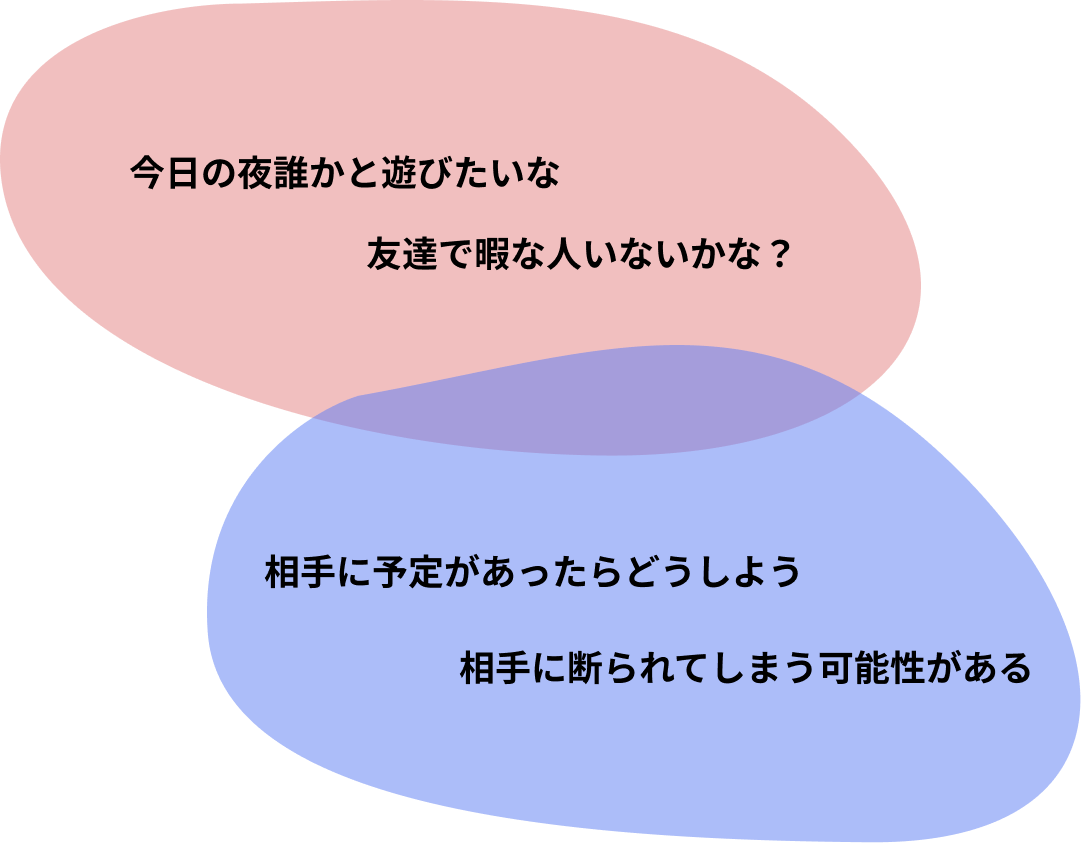 今日の夜誰かと遊びたいな
友達で暇な人いないかな？
相手に予定があったらどうしよう
相手に断られてしまう可能性がある